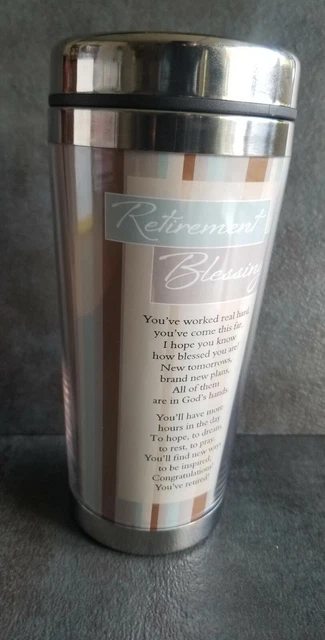 Retirement
Blessing
You've worked real hard,
you've come this far.
I hope you know
how blessed you are!
New tomorrows,
brand new plans,
All of them
are in God's hands.
You'll have more
hours in the day
To hope, to dream,
to rest, to pray.
You'll find new ways
to be inspired;
Congratulations!
You've retired!